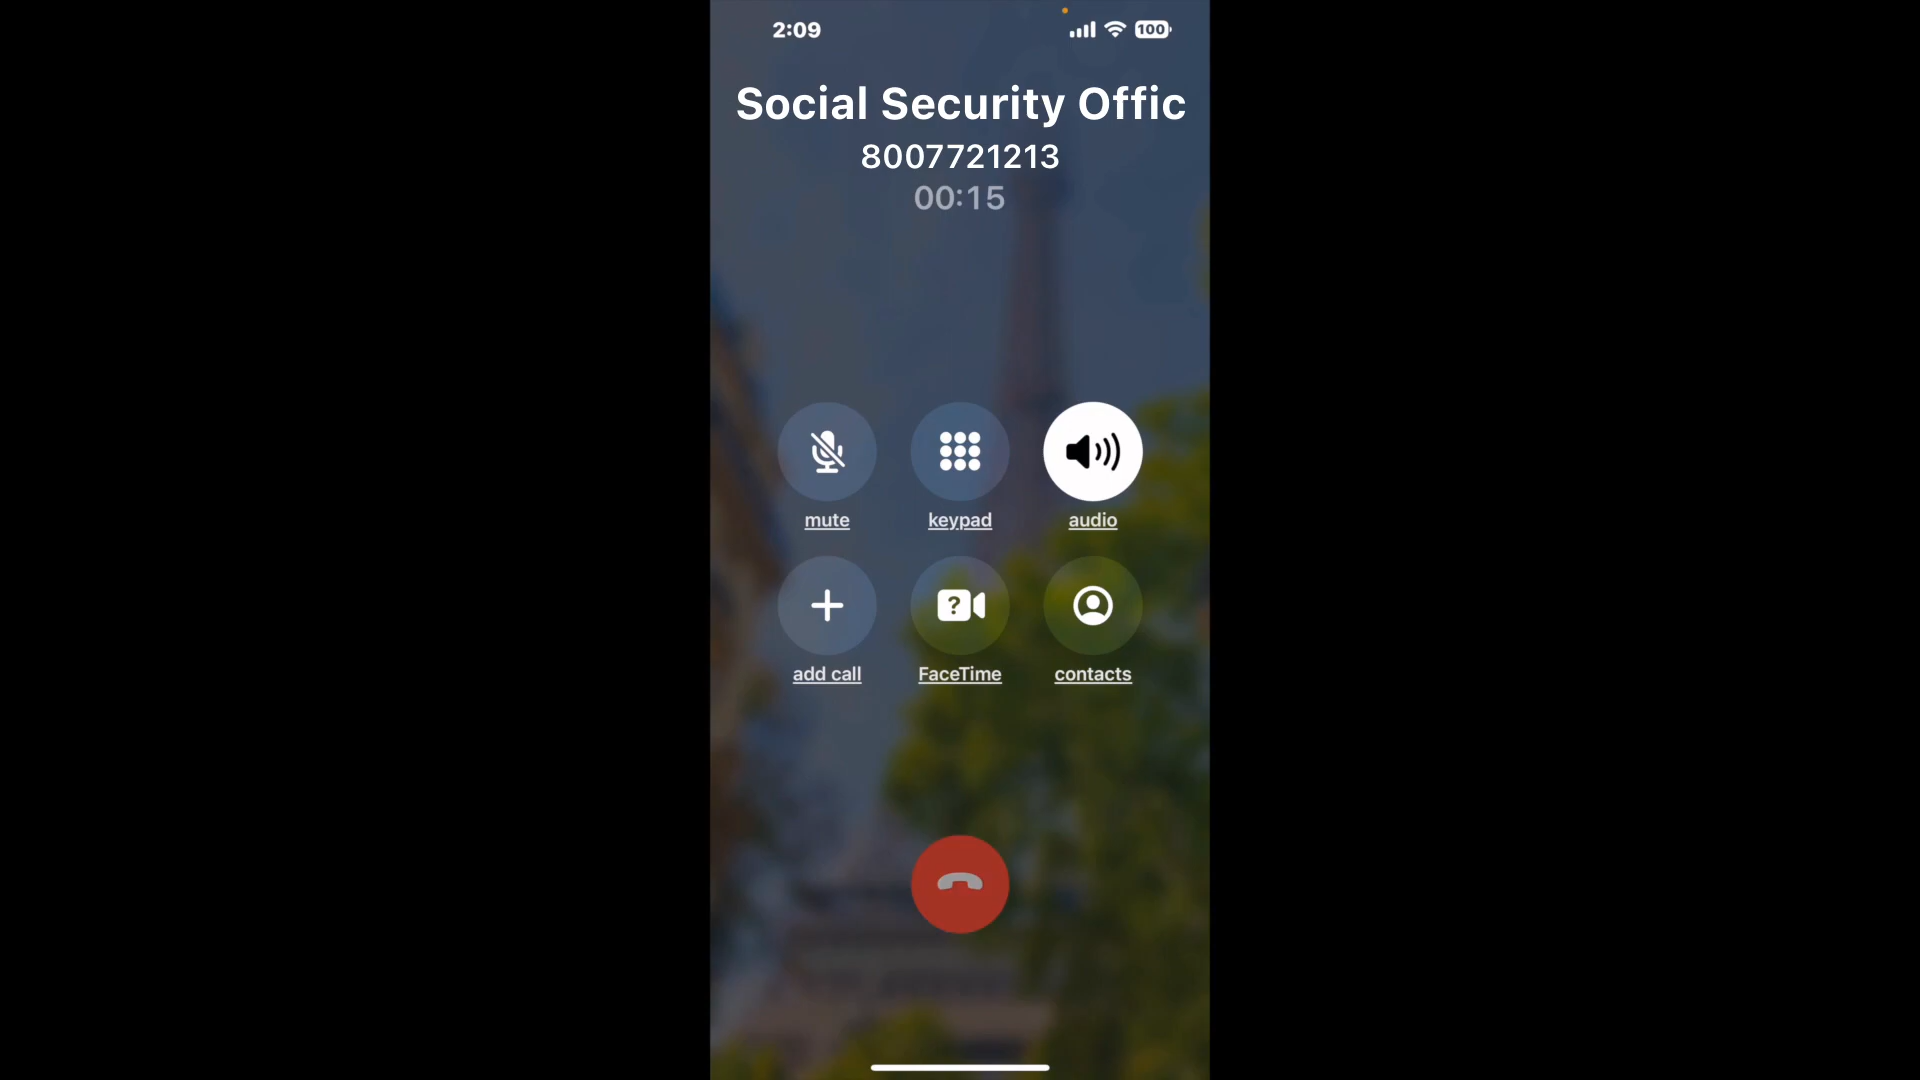 2:09
100
Social Security Offic
8007721213
00:15
mute
keypad
audio
?
add call
FaceTime
contacts